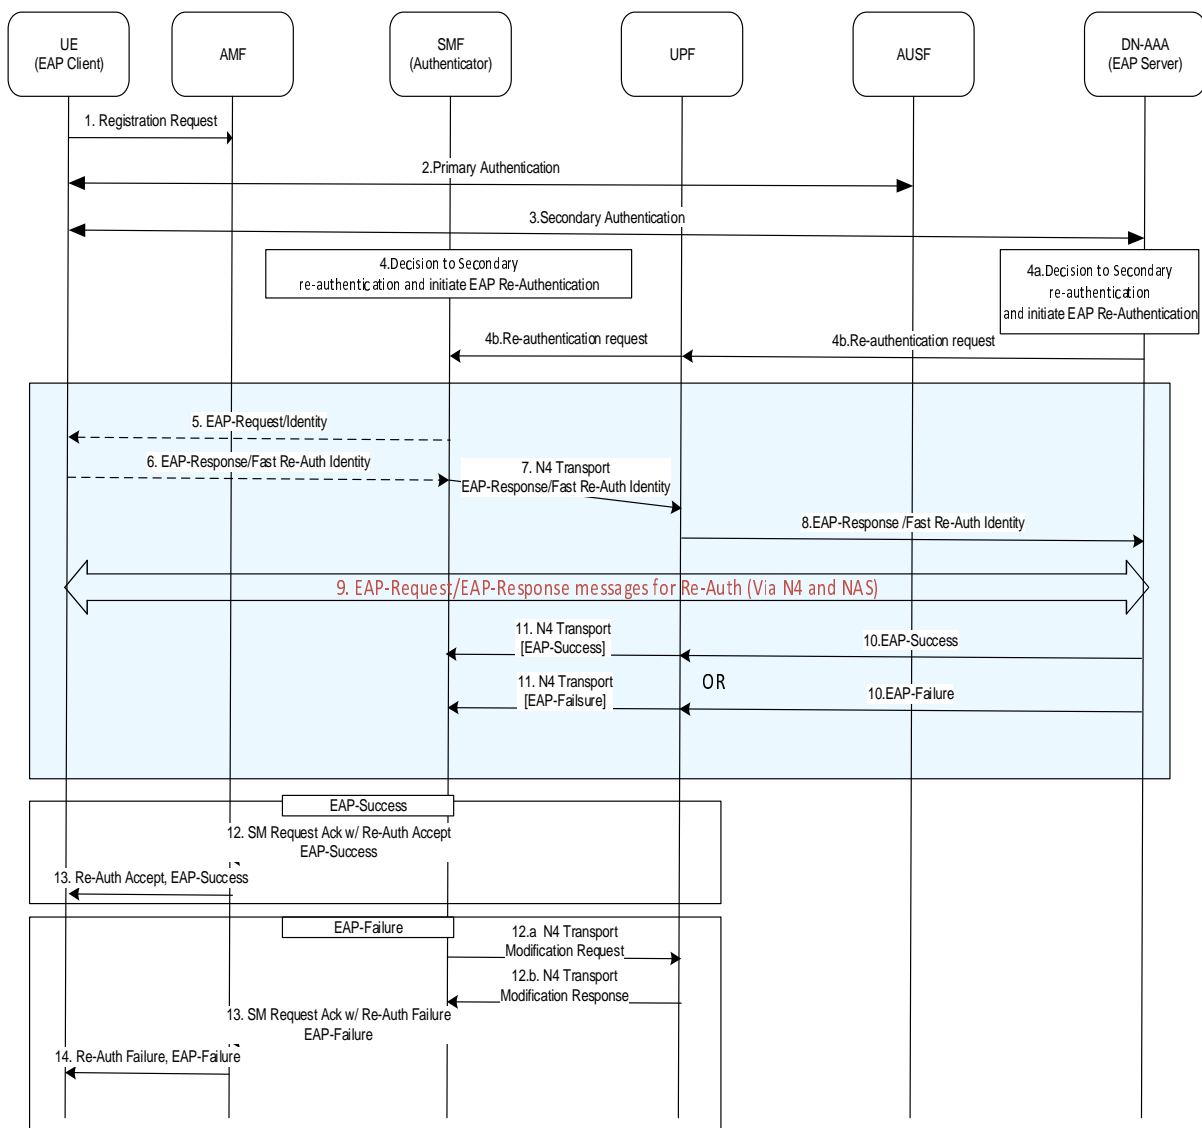 UE
(EAP Client)
AMF
SMF
(Authenticator)
UPF
AUSF
DN-AAA
(EAP Server)
1. Registration Request
2.Primary Authentication
3.Secondary Authentication
4.Decision to Secondary
re-authentication and initiate EAP Re-Authentication
4a.Decision to Secondary
re-authentication
and initiate EAP Re-Authentication
4b.Re-authentication request
4b.Re-authentication request
5. EAP-Request/Identity
6. EAP-Response/Fast Re-Auth Identity
7. N4 Transport
EAP-Response/Fast Re-Auth Identity
8.EAP-Response /Fast Re-Auth Identity
9. EAP-Request/EAP-Response messages for Re-Auth (Via N4 and NAS)
11. N4 Transport
[EAP-Success]
10.EAP-Success
OR
11. N4 Transport
[EAP-Failsure]
10.EAP-Failure
EAP-Success
12. SM Request Ack w/ Re-Auth Accept
EAP-Success
13. Re-Auth Accept, EAP-Success
EAP-Failure
12.a N4 Transport
Modification Request
12.b. N4 Transport
Modification Response
13. SM Request Ack w/ Re-Auth Failure
EAP-Failure
14. Re-Auth Failure, EAP-Failure